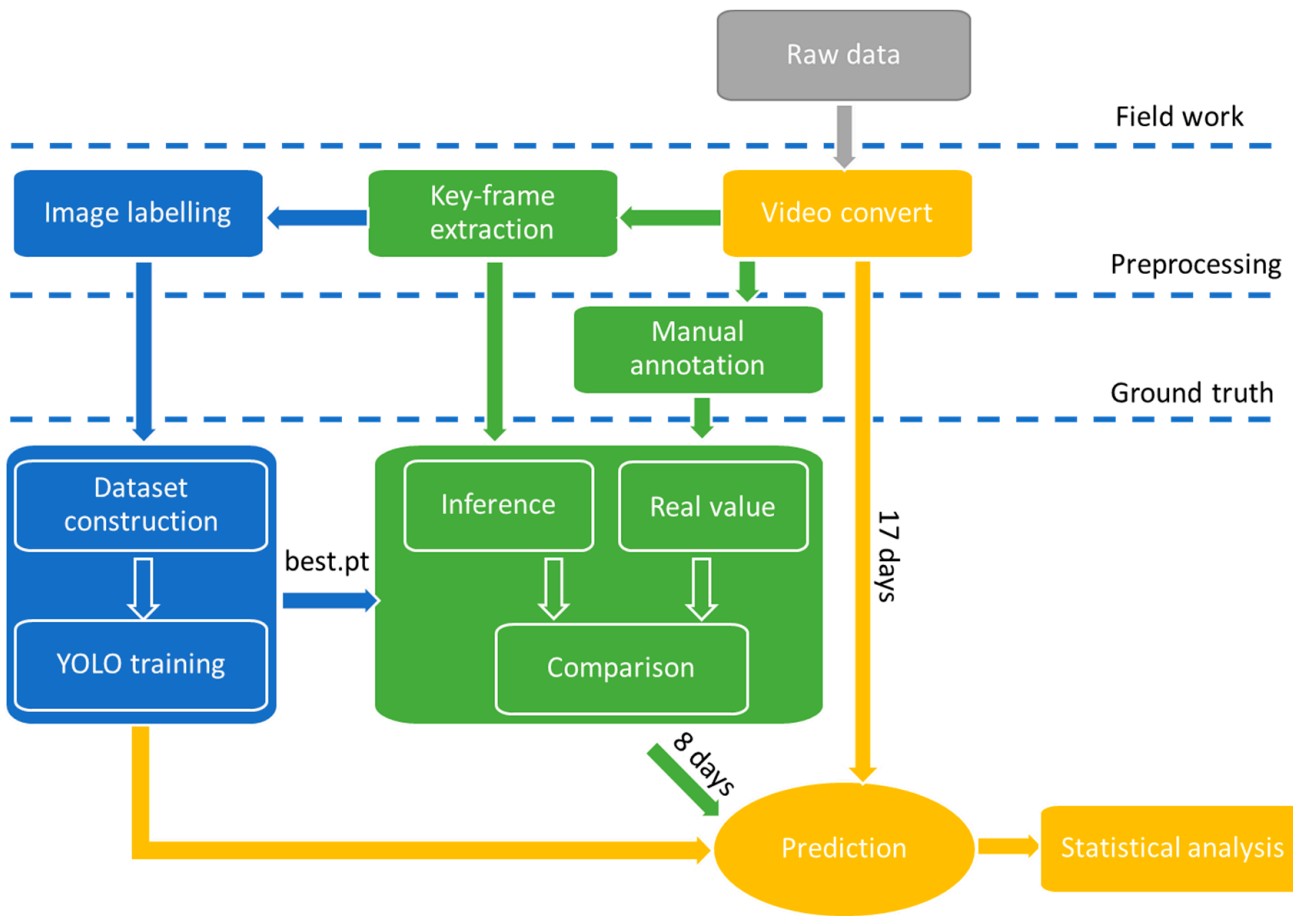 Raw data
Field work
Image labelling
Key-frame
extraction
Video convert
Preprocessing
Manual
annotation
Ground truth
Dataset
construction
Inference
Real value
17 days
best.pt
YOLO training
Comparison
8 days
Prediction
Statistical analysis